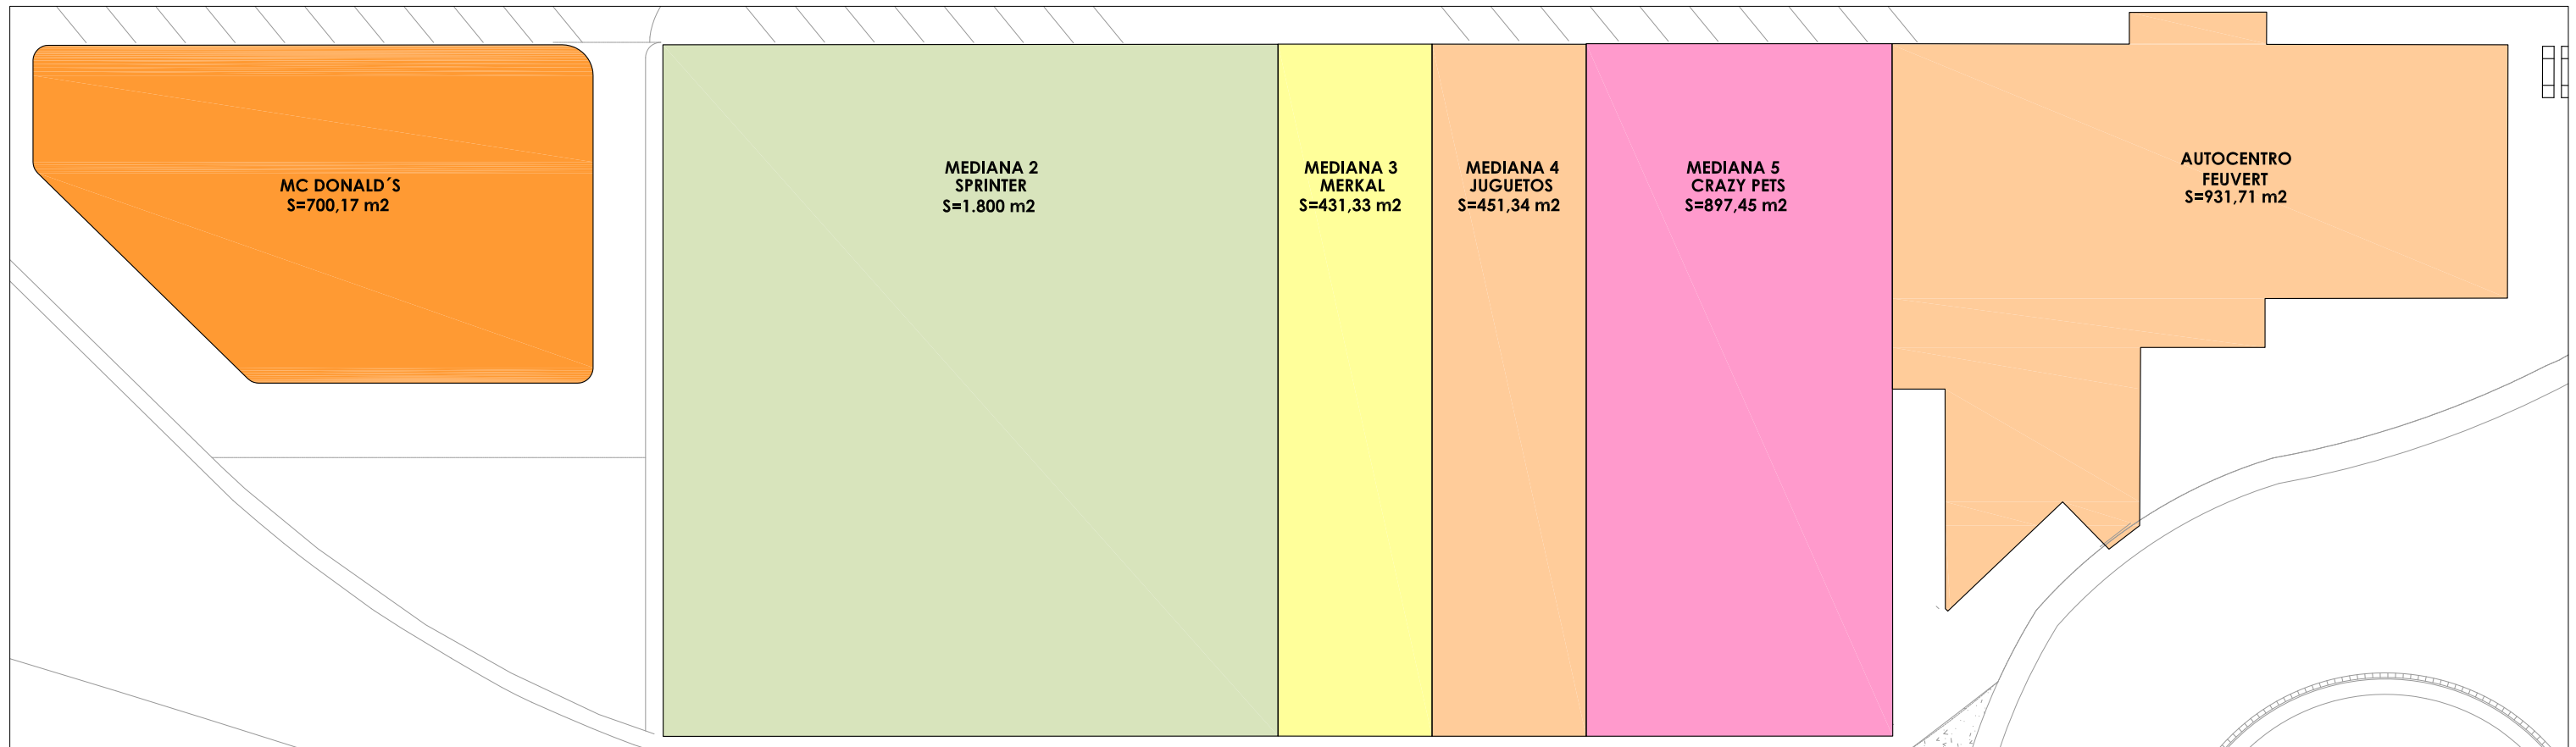 MC DONALD´S
S=700,17 m2
MEDIANA 2
SPRINTER
S=1.800 m2
MEDIANA 3
MERKAL
S=431,33 m2
MEDIANA 4
JUGUETOS
S=451,34 m2
MEDIANA 5
CRAZY PETS
S=897,45 m2
AUTOCENTRO
FEUVERT
S=931,71 m2